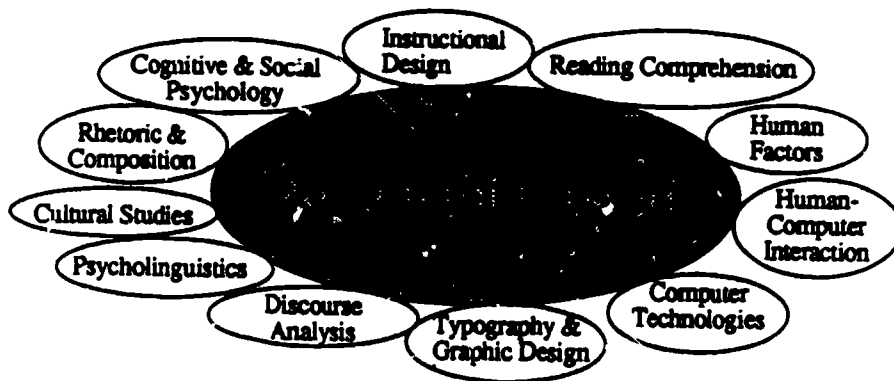 Instructional
Design
Cognitive & Social
Psychology
Reading Comprehension
Rhetoric &
Composition
Human
Factors
Cultural Studies
Human-
Computer
Interaction
Psycholinguistics
Discourse
Analysis
Computer
Technologies
Typography &
Graphic Design